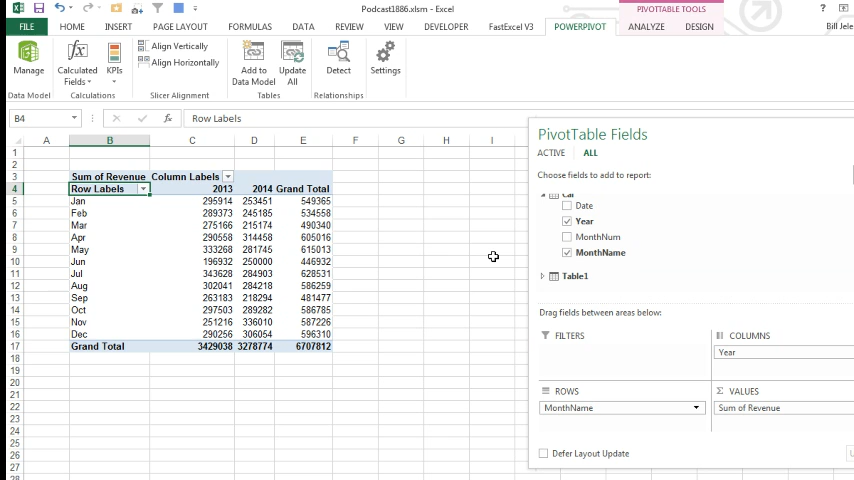 Podcast1886.xlsm - Excel
PIVOTTABLE TOOLS
?
FILE HOME INSERT PAGE LAYOUT FORMULAS DATA REVIEW VIEW DEVELOPER FastExcel V3 POWERPIVOT ANALYZE DESIGN Bill Jele
Manage
Calculated Fields
KPIs
Align Vertically
Align Horizontally
Add to Data Model
Update All
Detect
Settings
Data Model Calculations Slicer Alignment Tables Relationships
B4 fx Row Labels
A B C D E F G H I
1
2
3 Sum of Revenue Column Labels
4 Row Labels 2013 2014 Grand Total
5 Jan 295914 253451 549365
6 Feb 289373 245185 534558
7 Mar 275166 215174 490340
8 Apr 290558 314458 605016
9 May 333268 281745 615013
10 Jun 196932 250000 446932
11 Jul 343628 284903 628531
12 Aug 302041 284218 586259
13 Sep 263183 218294 481477
14 Oct 297503 289282 586785
15 Nov 251216 336010 587226
16 Dec 290256 306054 596310
17 Grand Total 3429038 3278774 6707812
18
19
20
21
22
23
24
25
26
27
28
PivotTable Fields
ACTIVE ALL
Choose fields to add to report:
Cal
Date
Year
MonthNum
MonthName
Table1
Drag fields between areas below:
FILTERS
COLUMNS
Year
ROWS
MonthName
Σ VALUES
Sum of Revenue
Defer Layout Update